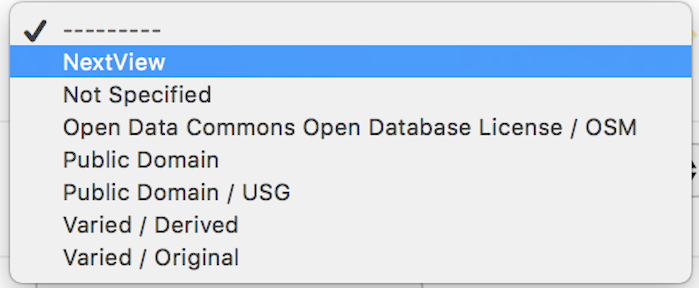 ---------
NextView
Not Specified
Open Data Commons Open Database License / OSM
Public Domain
Public Domain / USG
Varied / Derived
Varied / Original